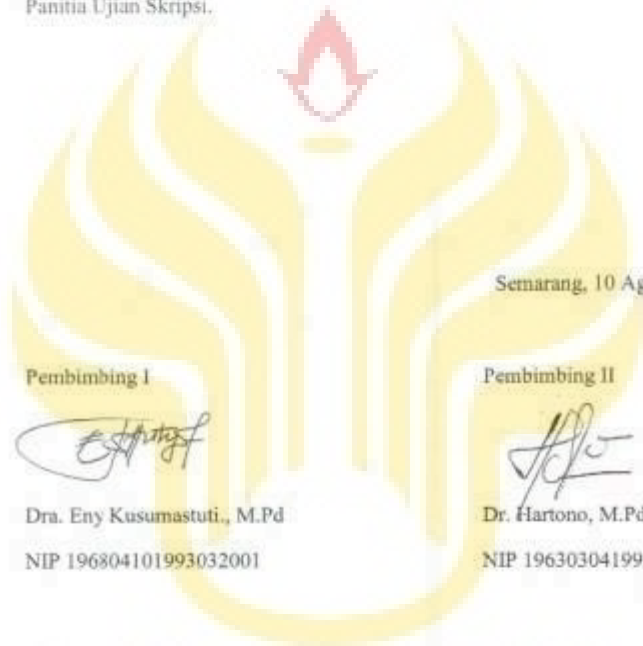 Panitia Ujian Skripsi.
Semarang, 10 Ag
Pembimbing I
Pembimbing II
Dra. Eny Kusumastuti., M.Pd
Dr. Hartono, M.Pd
NIP 196804101993032001
NIP 19630304199